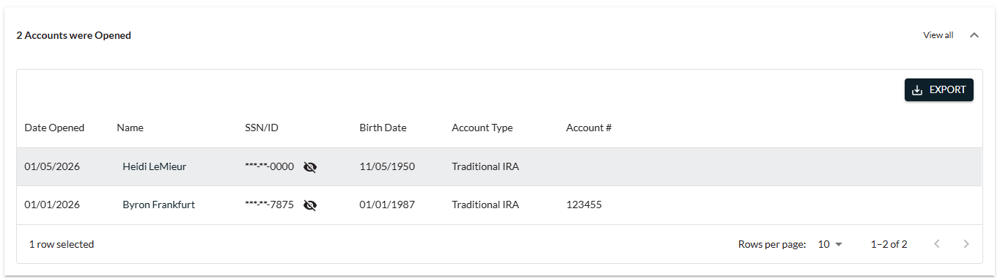 2 Accounts were Opened View all
EXPORT
Date Opened Name SSN/ID Birth Date Account Type Account #
01/05/2026 Heidi LeMieur ***-**-0000 11/05/1950 Traditional IRA
01/01/2026 Byron Frankfurt ***-**-7875 01/01/1987 Traditional IRA 123455
1 row selected Rows per page: 10 1–2 of 2